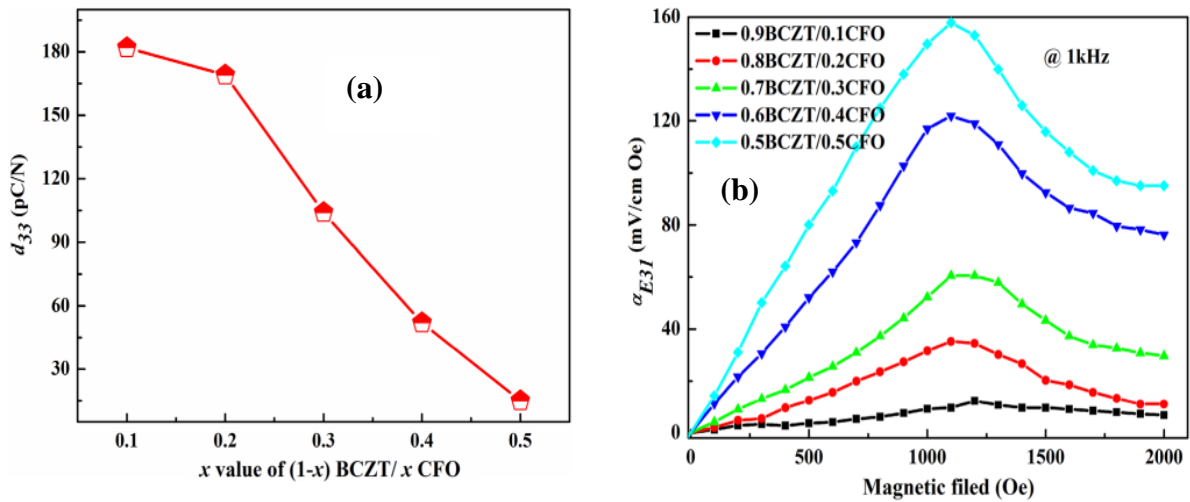 (a)
180
150
120
90
60
30
d33 (pC/N)
0.1 0.2 0.3 0.4 0.5
x value of (1-x) BCZT/ x CFO
(b)
160
120
80
40
0
αE31 (mV/cm Oe)
0.9BCZT/0.1CFO
0.8BCZT/0.2CFO
0.7BCZT/0.3CFO
0.6BCZT/0.4CFO
0.5BCZT/0.5CFO
@ 1kHz
0 500 1000 1500 2000
Magnetic filed (Oe)